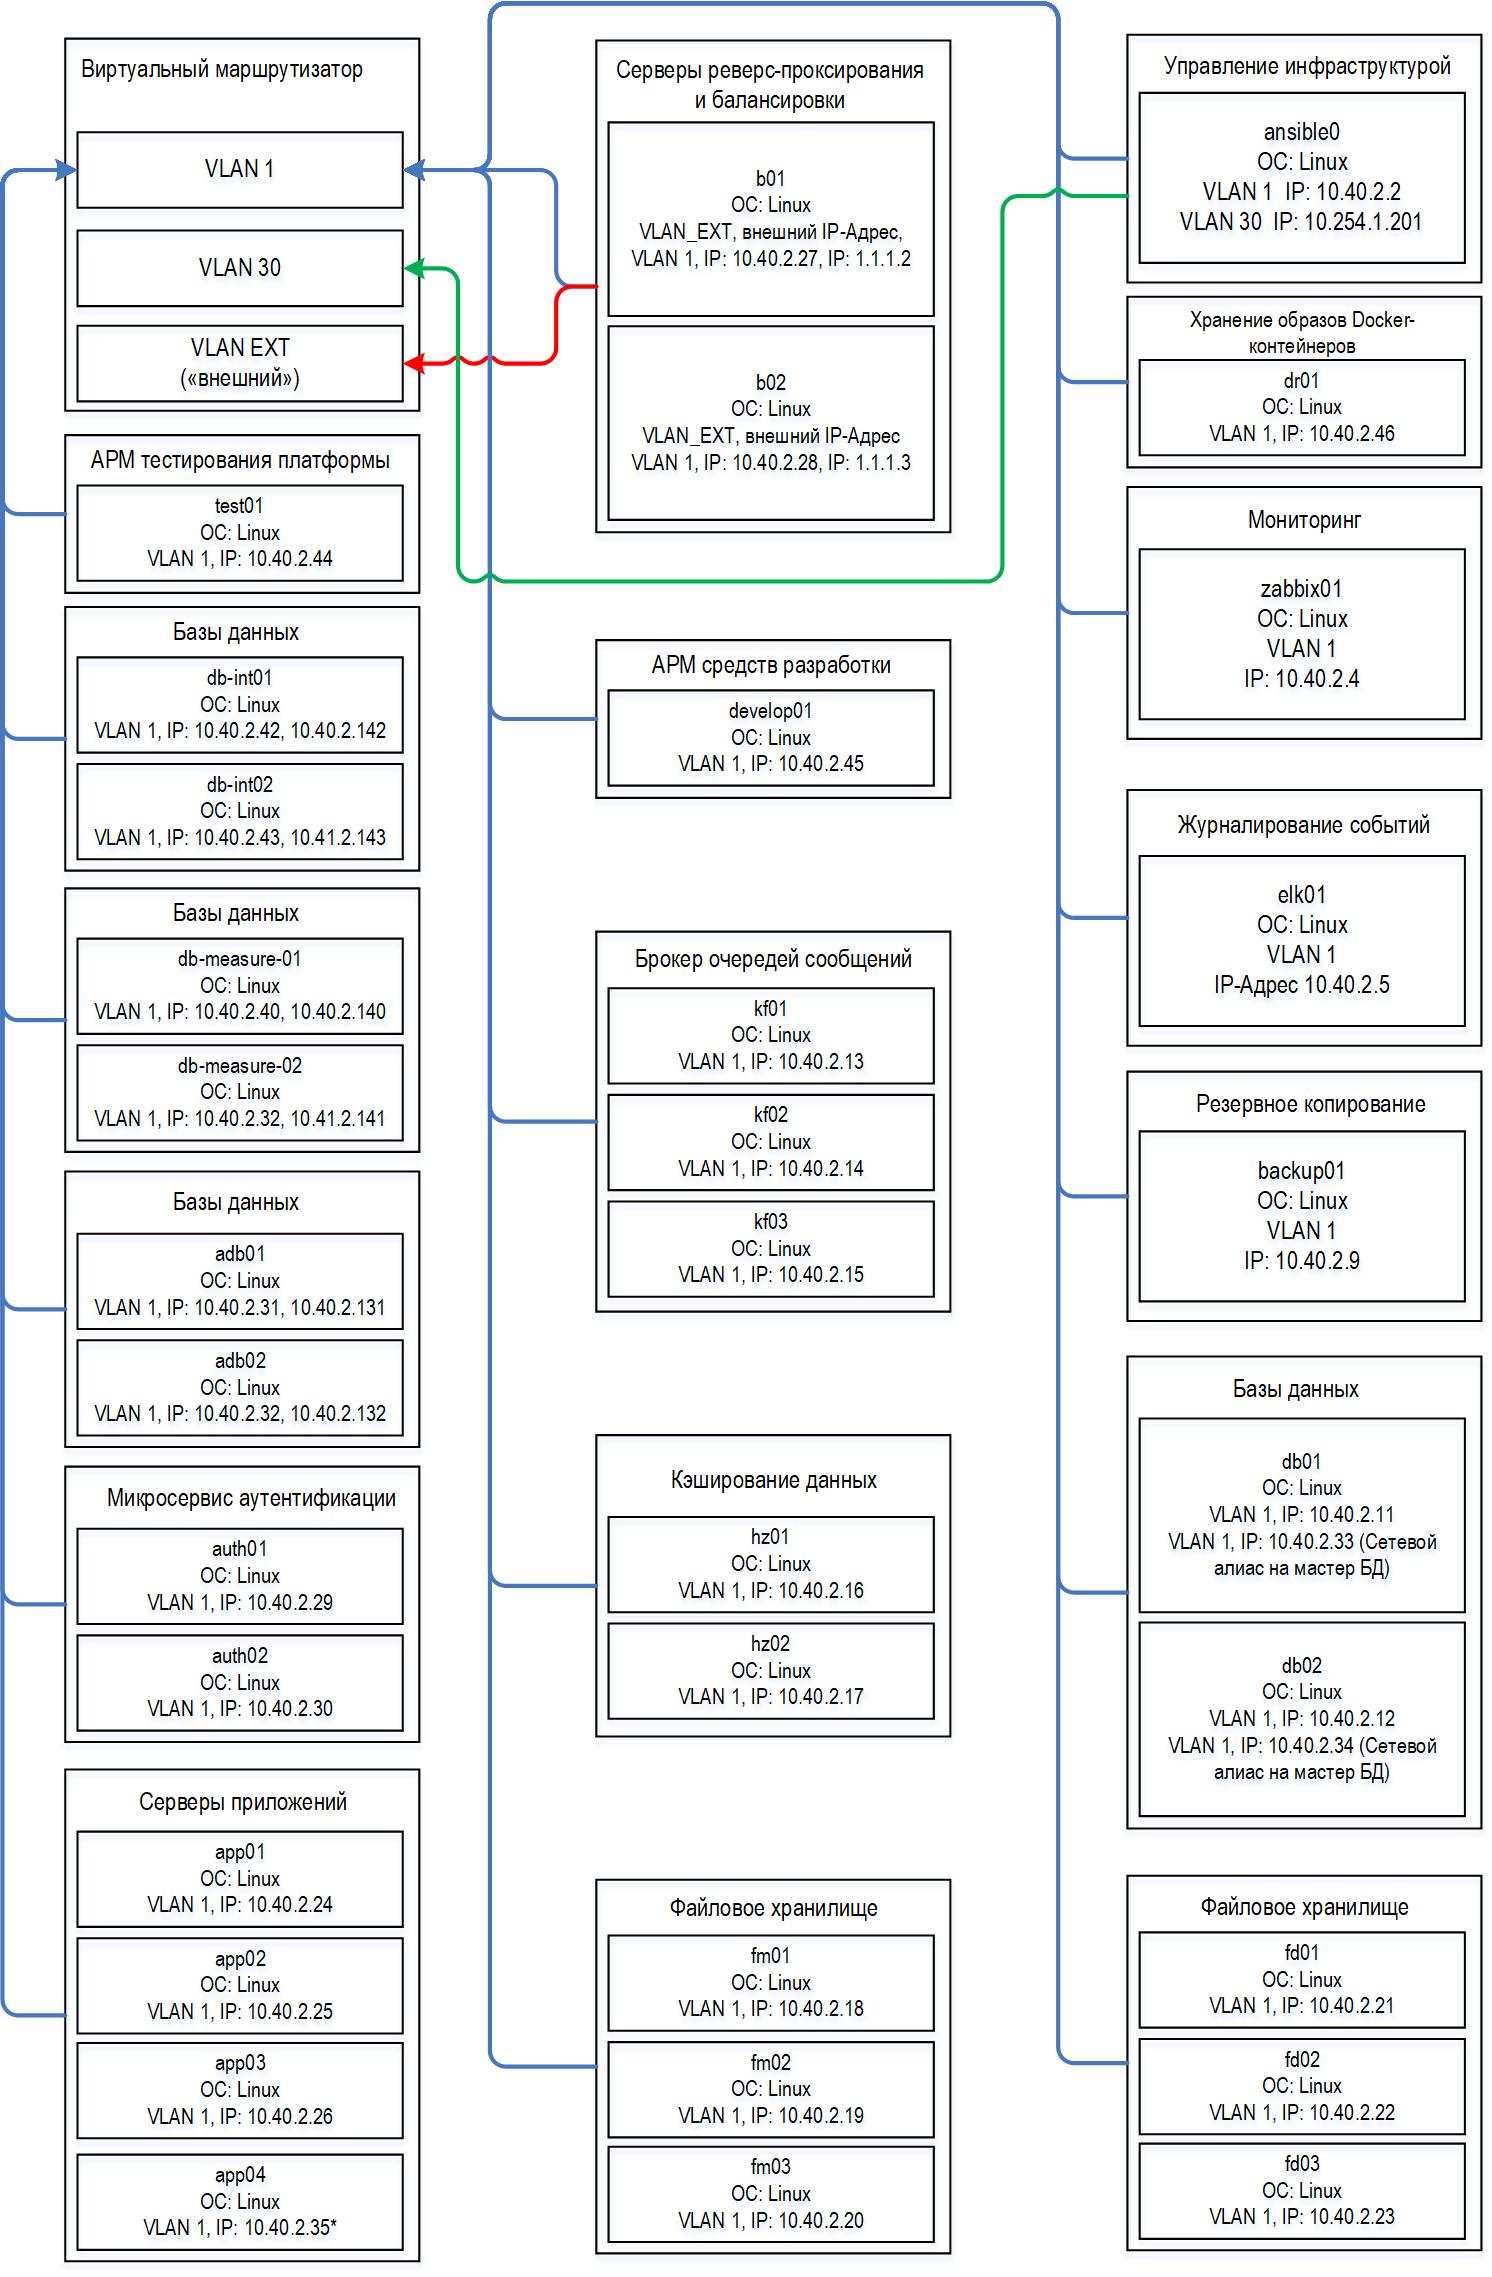 Виртуальный маршрутизатор
VLAN 1
VLAN 30
VLAN EXT
(«внешний»)
АРМ тестирования платформы
test01
ОС: Linux
VLAN 1, IP: 10.40.2.44
Базы данных
db-int01
ОС: Linux
VLAN 1, IP: 10.40.2.42, 10.40.2.142
db-int02
ОС: Linux
VLAN 1, IP: 10.40.2.43, 10.41.2.143
Базы данных
db-measure-01
ОС: Linux
VLAN 1, IP: 10.40.2.40, 10.40.2.140
db-measure-02
ОС: Linux
VLAN 1, IP: 10.40.2.32, 10.41.2.141
Базы данных
adb01
ОС: Linux
VLAN 1, IP: 10.40.2.31, 10.40.2.131
adb02
ОС: Linux
VLAN 1, IP: 10.40.2.32, 10.40.2.132
Микросервис аутентификации
auth01
ОС: Linux
VLAN 1, IP: 10.40.2.29
auth02
ОС: Linux
VLAN 1, IP: 10.40.2.30
Серверы приложений
app01
ОС: Linux
VLAN 1, IP: 10.40.2.24
app02
ОС: Linux
VLAN 1, IP: 10.40.2.25
app03
ОС: Linux
VLAN 1, IP: 10.40.2.26
app04
ОС: Linux
VLAN 1, IP: 10.40.2.35*
Серверы реверс-проксирования
и балансировки
b01
ОС: Linux
VLAN_EXT, внешний IP-Адрес,
VLAN 1, IP: 10.40.2.27, IP: 1.1.1.2
b02
ОС: Linux
VLAN_EXT, внешний IP-Адрес
VLAN 1, IP: 10.40.2.28, IP: 1.1.1.3
АРМ средств разработки
develop01
ОС: Linux
VLAN 1, IP: 10.40.2.45
Брокер очередей сообщений
kf01
ОС: Linux
VLAN 1, IP: 10.40.2.13
kf02
ОС: Linux
VLAN 1, IP: 10.40.2.14
kf03
ОС: Linux
VLAN 1, IP: 10.40.2.15
Кэширование данных
hz01
ОС: Linux
VLAN 1, IP: 10.40.2.16
hz02
ОС: Linux
VLAN 1, IP: 10.40.2.17
Файловое хранилище
fm01
ОС: Linux
VLAN 1, IP: 10.40.2.18
fm02
ОС: Linux
VLAN 1, IP: 10.40.2.19
fm03
ОС: Linux
VLAN 1, IP: 10.40.2.20
Управление инфраструктурой
ansible0
ОС: Linux
VLAN 1 IP: 10.40.2.2
VLAN 30 IP: 10.254.1.201
Хранение образов Docker-
контейнеров
dr01
ОС: Linux
VLAN 1, IP: 10.40.2.46
Мониторинг
zabbix01
ОС: Linux
VLAN 1
IP: 10.40.2.4
Журналирование событий
elk01
ОС: Linux
VLAN 1
IP-Адрес 10.40.2.5
Резервное копирование
backup01
ОС: Linux
VLAN 1
IP: 10.40.2.9
Базы данных
db01
ОС: Linux
VLAN 1, IP: 10.40.2.11
VLAN 1, IP: 10.40.2.33 (Сетевой
алиас на мастер БД)
db02
ОС: Linux
VLAN 1, IP: 10.40.2.12
VLAN 1, IP: 10.40.2.34 (Сетевой
алиас на мастер БД)
Файловое хранилище
fd01
ОС: Linux
VLAN 1, IP: 10.40.2.21
fd02
ОС: Linux
VLAN 1, IP: 10.40.2.22
fd03
ОС: Linux
VLAN 1, IP: 10.40.2.23